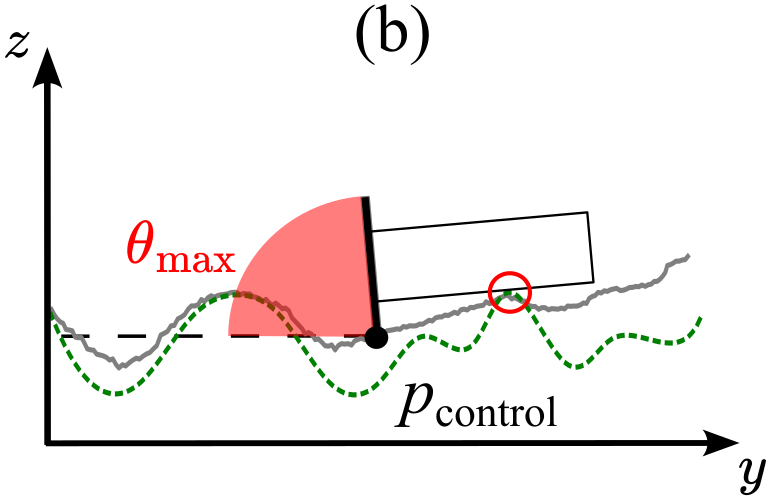 (b)
z
θmax
pcontrol
y